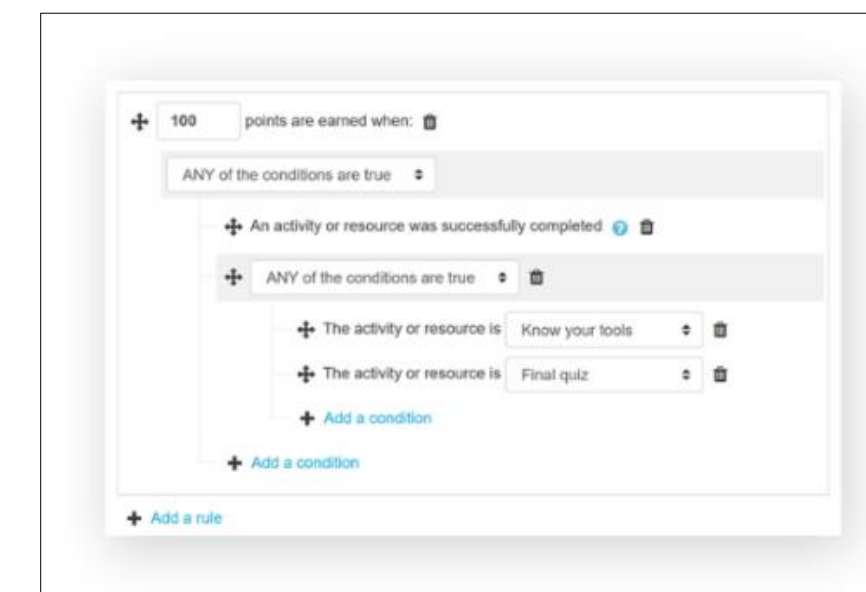 100 points are earned when:
ANY of the conditions are true
An activity or resource was successfully completed ?
ANY of the conditions are true
The activity or resource is Know your tools
The activity or resource is Final quiz
Add a condition
Add a condition
Add a rule